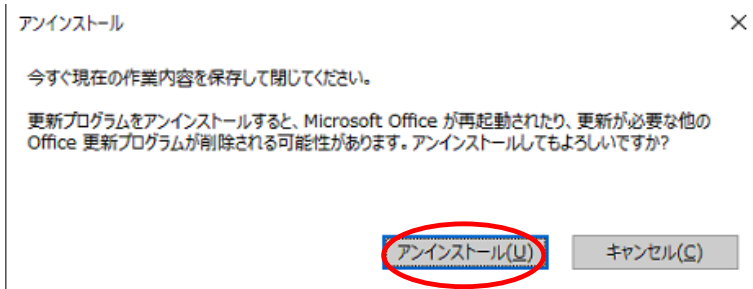 アンインストール
今すぐ現在の作業内容を保存して閉じてください。
更新プログラムをアンインストールすると、Microsoft Office が再起動されたり、更新が必要な他の
Office 更新プログラムが削除される可能性があります。アンインストールしてもよろしいですか?
アンインストール(U) キャンセル(C)